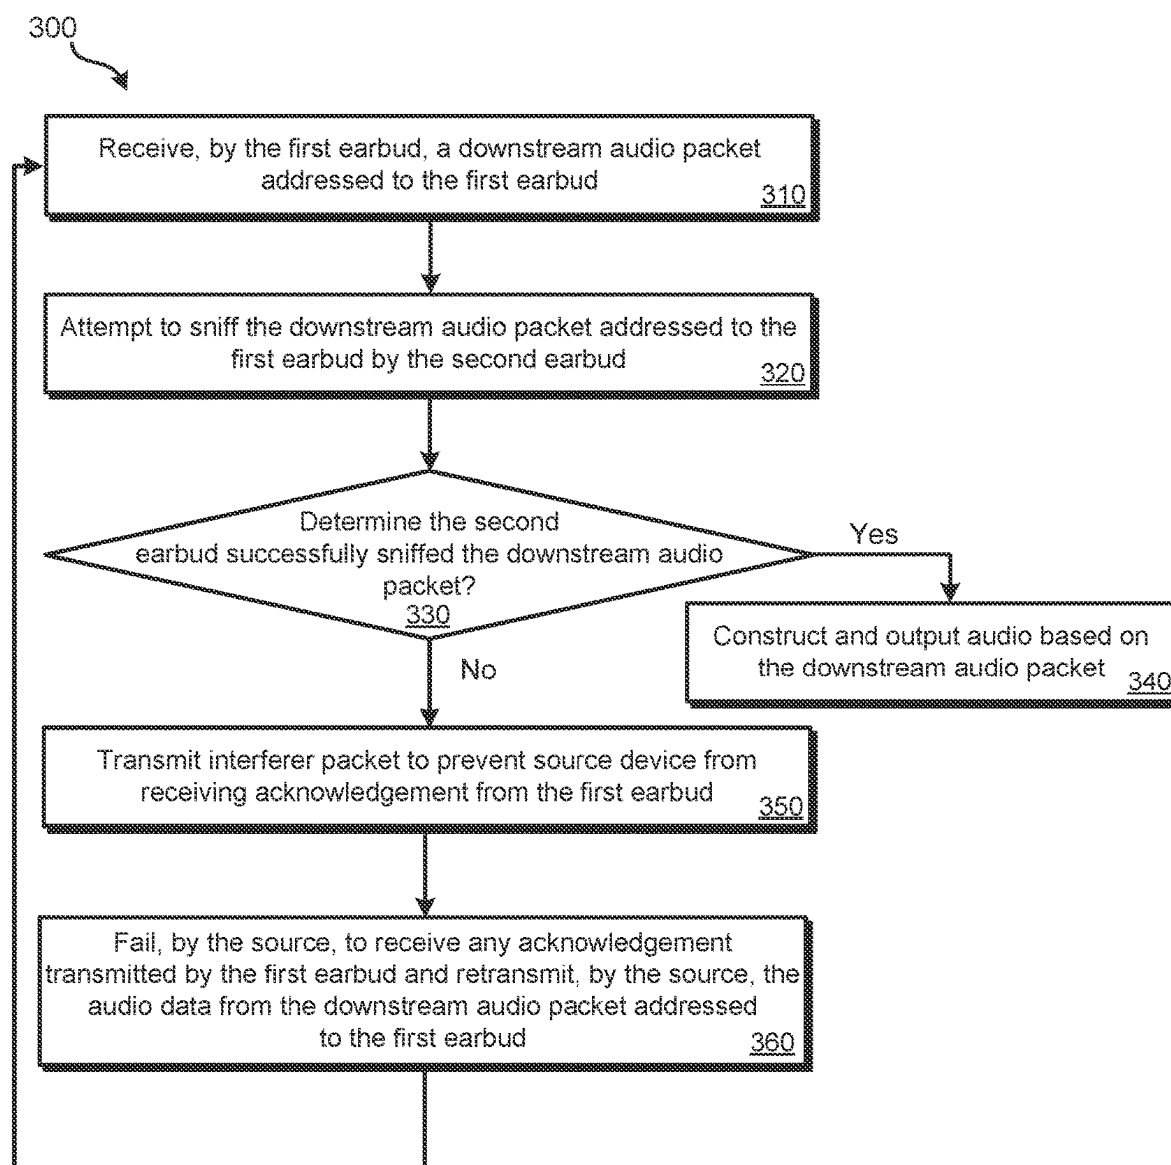 300
Receive, by the first earbud, a downstream audio packet
addressed to the first earbud
310
Attempt to sniff the downstream audio packet addressed to the
first earbud by the second earbud
320
Determine the second
earbud successfully sniffed the downstream audio
packet?
330
Yes
Construct and output audio based on
the downstream audio packet
340
No
Transmit interferer packet to prevent source device from
receiving acknowledgement from the first earbud
350
Fail, by the source, to receive any acknowledgement
transmitted by the first earbud and retransmit, by the source, the
audio data from the downstream audio packet addressed
to the first earbud
360